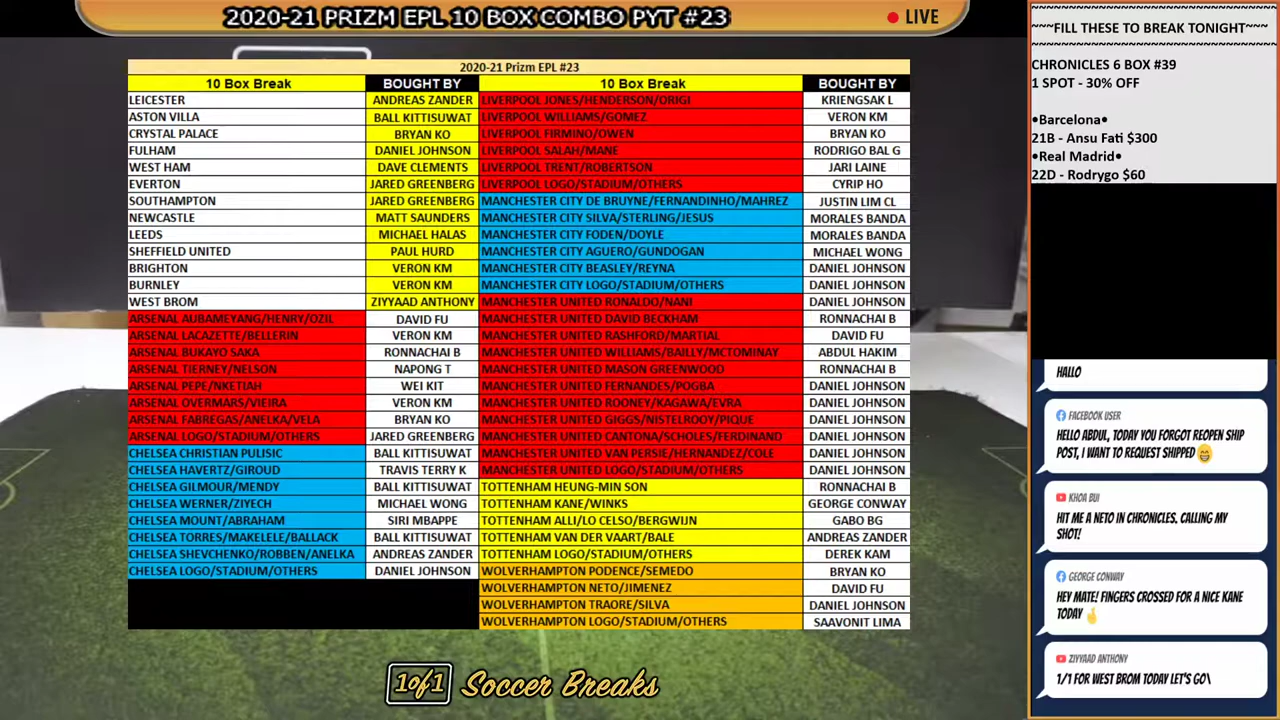 2020-21 PRIZM EPL 10 BOX COMBO PYT #23
LIVE
2020-21 Prizm EPL #23
10 Box Break BOUGHT BY 10 Box Break BOUGHT BY
LEICESTER ANDREAS ZANDER LIVERPOOL JONES/HENDERSON/ORIGI KRIENGSAK L
ASTON VILLA BALL KITTISUWAT LIVERPOOL WILLIAMS/GOMEZ VERON KM
CRYSTAL PALACE BRYAN KO LIVERPOOL FIRMINO/OWEN BRYAN KO
FULHAM DANIEL JOHNSON LIVERPOOL SALAH/MANE RODRIGO BAL G
WEST HAM DAVE CLEMENTS LIVERPOOL TRENT/ROBERTSON JARI LAINE
EVERTON JARED GREENBERG LIVERPOOL LOGO/STADIUM/OTHERS CYRIP HO
SOUTHAMPTON JARED GREENBERG MANCHESTER CITY DE BRUYNE/FERNANDINHO/MAHREZ JUSTIN LIM CL
NEWCASTLE MATT SAUNDERS MANCHESTER CITY SILVA/STERLING/JESUS MORALES BANDA
LEEDS MICHAEL HALAS MANCHESTER CITY FODEN/DOYLE MORALES BANDA
SHEFFIELD UNITED PAUL HURD MANCHESTER CITY AGUERO/GUNDOGAN MICHAEL WONG
BRIGHTON VERON KM MANCHESTER CITY BEASLEY/REYNA DANIEL JOHNSON
BURNLEY VERON KM MANCHESTER CITY LOGO/STADIUM/OTHERS DANIEL JOHNSON
WEST BROM ZIYYAAD ANTHONY MANCHESTER UNITED RONALDO/NANI DANIEL JOHNSON
ARSENAL AUBAMEYANG/HENRY/OZIL DAVID FU MANCHESTER UNITED DAVID BECKHAM RONNACHAI B
ARSENAL LACAZETTE/BELLERIN VERON KM MANCHESTER UNITED RASHFORD/MARTIAL DAVID FU
ARSENAL BUKAYO SAKA RONNACHAI B MANCHESTER UNITED WILLIAMS/BAILLY/MCTOMINAY ABDUL HAKIM
ARSENAL TIERNEY/NELSON NAPONG T MANCHESTER UNITED MASON GREENWOOD RONNACHAI B
ARSENAL PEPE/NKETIAH WEI KIT MANCHESTER UNITED FERNANDES/POGBA DANIEL JOHNSON
ARSENAL OVERMARS/VIEIRA VERON KM MANCHESTER UNITED ROONEY/KAGAWA/EVRA DANIEL JOHNSON
ARSENAL FABREGAS/ANELKA/VELA BRYAN KO MANCHESTER UNITED GIGGS/NISTELROOY/PIQUE DANIEL JOHNSON
ARSENAL LOGO/STADIUM/OTHERS JARED GREENBERG MANCHESTER UNITED CANTONA/SCHOLES/FERDINAND DANIEL JOHNSON
CHELSEA CHRISTIAN PULISIC BALL KITTISUWAT MANCHESTER UNITED VAN PERSIE/HERNANDEZ/COLE DANIEL JOHNSON
CHELSEA HAVERTZ/GIROUD TRAVIS TERRY K MANCHESTER UNITED LOGO/STADIUM/OTHERS DANIEL JOHNSON
CHELSEA GILMOUR/MENDY BALL KITTISUWAT TOTTENHAM HEUNG-MIN SON RONNACHAI B
CHELSEA WERNER/ZIYECH MICHAEL WONG TOTTENHAM KANE/WINKS GEORGE CONWAY
CHELSEA MOUNT/ABRAHAM SIRI MBAPPE TOTTENHAM ALLI/LO CELSO/BERGWIJN GABO BG
CHELSEA TORRES/MAKELELE/BALLACK BALL KITTISUWAT TOTTENHAM VAN DER VAART/BALE ANDREAS ZANDER
CHELSEA SHEVCHENKO/ROBBEN/ANELKA ANDREAS ZANDER TOTTENHAM LOGO/STADIUM/OTHERS DEREK KAM
CHELSEA LOGO/STADIUM/OTHERS DANIEL JOHNSON WOLVERHAMPTON PODENCE/SEMEDO BRYAN KO
WOLVERHAMPTON NETO/JIMENEZ DAVID FU
WOLVERHAMPTON TRAORE/SILVA DANIEL JOHNSON
WOLVERHAMPTON LOGO/STADIUM/OTHERS SAAVONIT LIMA
1of1 Soccer Breaks
~~~FILL THESE TO BREAK TONIGHT~~~
CHRONICLES 6 BOX #39
1 SPOT - 30% OFF
•Barcelona•
21B - Ansu Fati $300
•Real Madrid•
22D - Rodrygo $60
HALLO
FACEBOOK USER
HELLO ABDUL, TODAY YOU FORGOT REOPEN SHIP
POST, I WANT TO REQUEST SHIPPED 😁
KHOA BUI
HIT ME A NETO IN CHRONICLES. CALLING MY
SHOT!
GEORGE CONWAY
HEY MATE! FINGERS CROSSED FOR A NICE KANE
TODAY 🤞
ZIYYAAD ANTHONY
1/1 FOR WEST BROM TODAY LET'S GO\